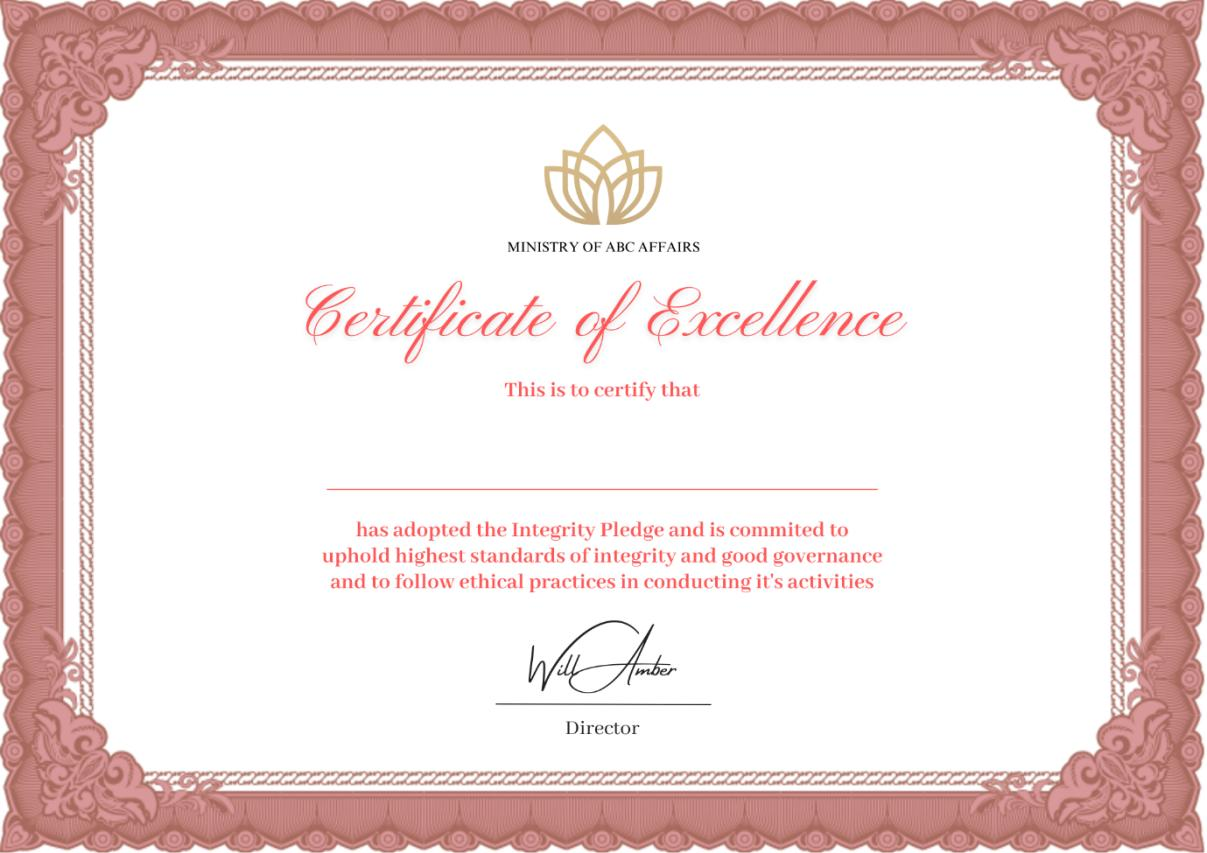 MINISTRY OF ABC AFFAIRS
Certificate of Excellence
This is to certify that
has adopted the Integrity Pledge and is commited to
uphold highest standards of integrity and good governance
and to follow ethical practices in conducting it's activities
Will Amber
Director